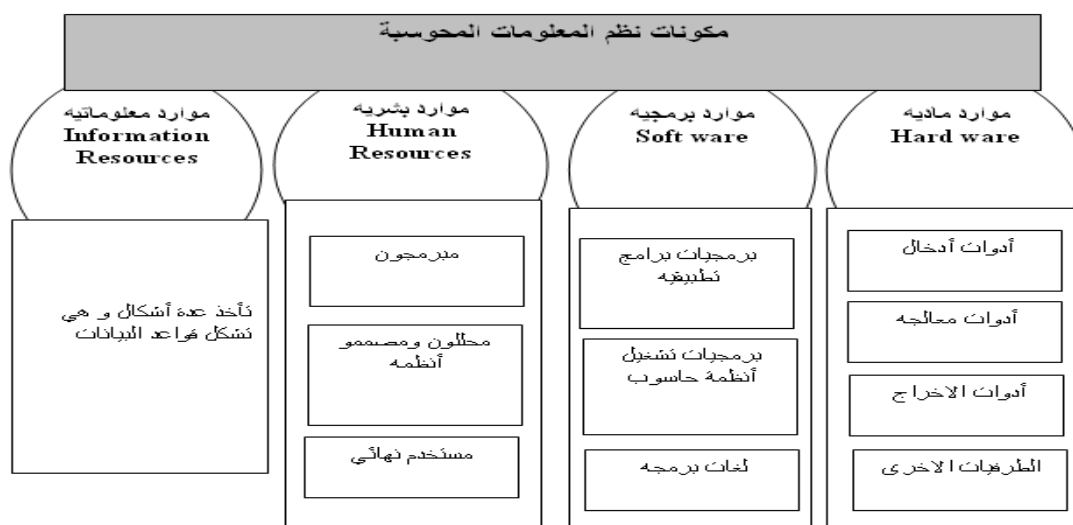 مكونات نظم المعلومات المحوسبة
موارد ماديه
Hard ware
أدوات أدخال
أدوات معالجه
أدوات الاخراج
الطرفيات الاخرى
موارد برمجيه
Soft ware
برمجيات برامج
تطبيقيه
برمجيات تشغيل
أنظمة حاسوب
لغات برمجه
موارد بشريه
Human
Resources
مبرمجون
محللون ومصممو
أنظمه
مستخدم نهائي
موارد معلوماتيه
Information
Resources
تأخذ عدة أشكال و هي
تشكل قواعد البيانات